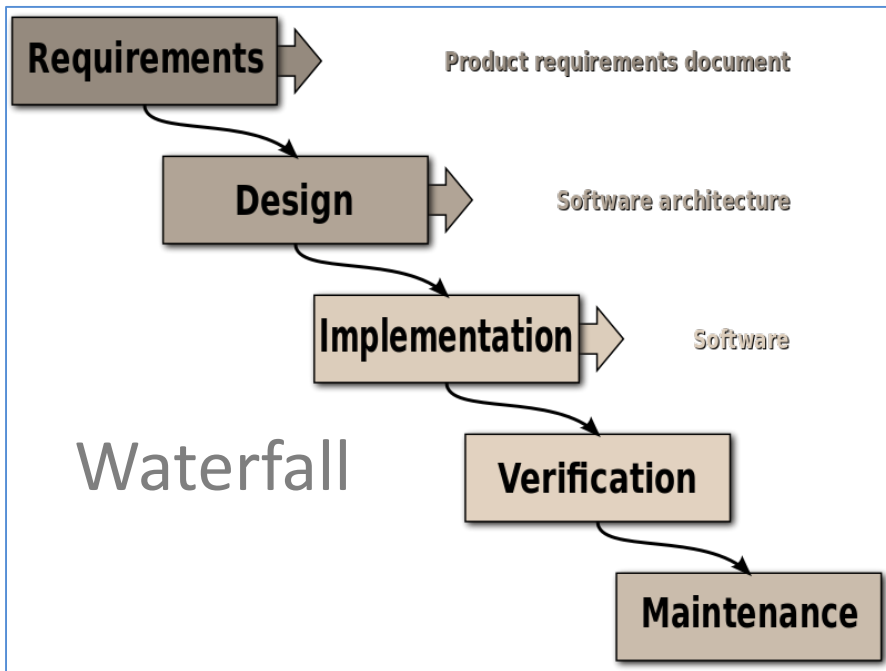 Requirements
Product requirements document
Design
Software architecture
Implementation
Software
Waterfall
Verification
Maintenance